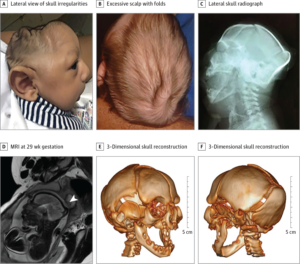 A Lateral view of skull irregularities
B Excessive scalp with folds
C Lateral skull radiograph
D MRI at 29 wk gestation
E 3-Dimensional skull reconstruction
F 3-Dimensional skull reconstruction
5 cm
5 cm